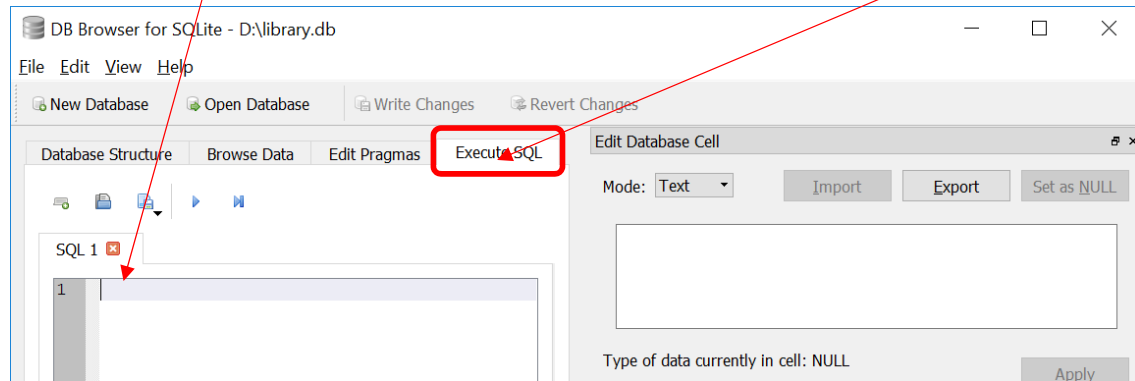 DB Browser for SQLite - D:\library.db
File Edit View Help
New Database Open Database Write Changes Revert Changes
Database Structure Browse Data Edit Pragmas Execute SQL
Edit Database Cell
Mode: Text Import Export Set as NULL
SQL 1
1
Type of data currently in cell: NULL
Apply